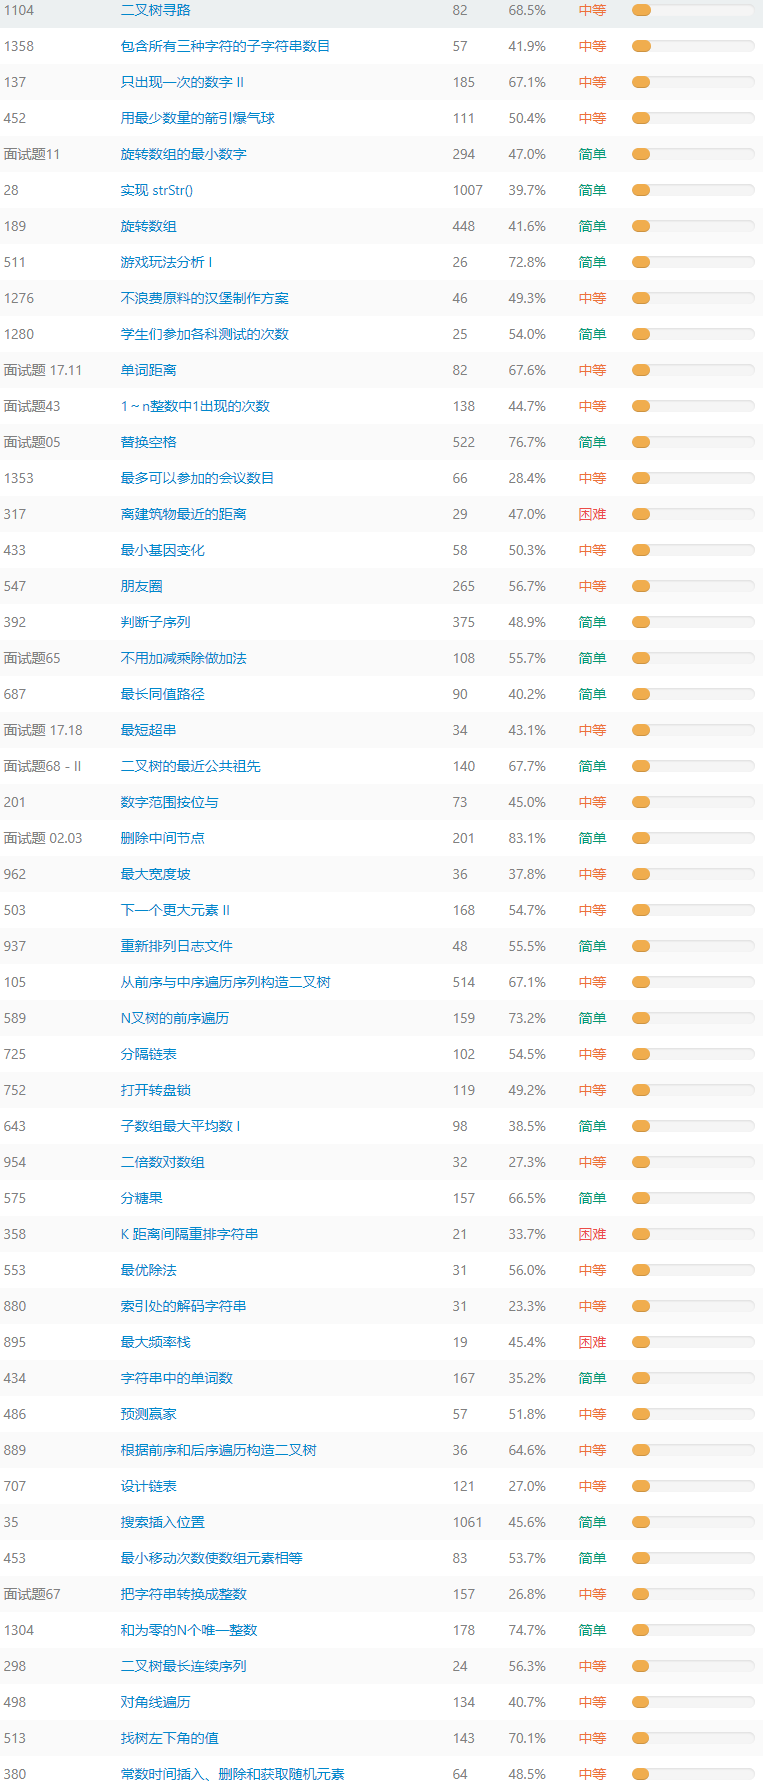 1104 二叉树寻路 82 68.5% 中等
1358 包含所有三种字符的子字符串数目 57 41.9% 中等
137 只出现一次的数字 II 185 67.1% 中等
452 用最少数量的箭引爆气球 111 50.4% 中等
面试题11 旋转数组的最小数字 294 47.0% 简单
28 实现 strStr() 1007 39.7% 简单
189 旋转数组 448 41.6% 简单
511 游戏玩法分析 I 26 72.8% 简单
1276 不浪费原料的汉堡制作方案 46 49.3% 中等
1280 学生们参加各科测试的次数 25 54.0% 简单
面试题 17.11 单词距离 82 67.6% 中等
面试题43 1～n整数中1出现的次数 138 44.7% 中等
面试题05 替换空格 522 76.7% 简单
1353 最多可以参加的会议数目 66 28.4% 中等
317 离建筑物最近的距离 29 47.0% 困难
433 最小基因变化 58 50.3% 中等
547 朋友圈 265 56.7% 中等
392 判断子序列 375 48.9% 简单
面试题65 不用加减乘除做加法 108 55.7% 简单
687 最长同值路径 90 40.2% 简单
面试题 17.18 最短超串 34 43.1% 中等
面试题68 - II 二叉树的最近公共祖先 140 67.7% 简单
201 数字范围按位与 73 45.0% 中等
面试题 02.03 删除中间节点 201 83.1% 简单
962 最大宽度坡 36 37.8% 中等
503 下一个更大元素 II 168 54.7% 中等
937 重新排列日志文件 48 55.5% 简单
105 从前序与中序遍历序列构造二叉树 514 67.1% 中等
589 N叉树的前序遍历 159 73.2% 简单
725 分隔链表 102 54.5% 中等
752 打开转盘锁 119 49.2% 中等
643 子数组最大平均数 I 98 38.5% 简单
954 二倍数对数组 32 27.3% 中等
575 分糖果 157 66.5% 简单
358 K 距离间隔重排字符串 21 33.7% 困难
553 最优除法 31 56.0% 中等
880 索引处的解码字符串 31 23.3% 中等
895 最大频率栈 19 45.4% 困难
434 字符串中的单词数 167 35.2% 简单
486 预测赢家 57 51.8% 中等
889 根据前序和后序遍历构造二叉树 36 64.6% 中等
707 设计链表 121 27.0% 中等
35 搜索插入位置 1061 45.6% 简单
453 最小移动次数使数组元素相等 83 53.7% 简单
面试题67 把字符串转换成整数 157 26.8% 中等
1304 和为零的N个唯一整数 178 74.7% 简单
298 二叉树最长连续序列 24 56.3% 中等
498 对角线遍历 134 40.7% 中等
513 找树左下角的值 143 70.1% 中等
380 常数时间插入、删除和获取随机元素 64 48.5% 中等